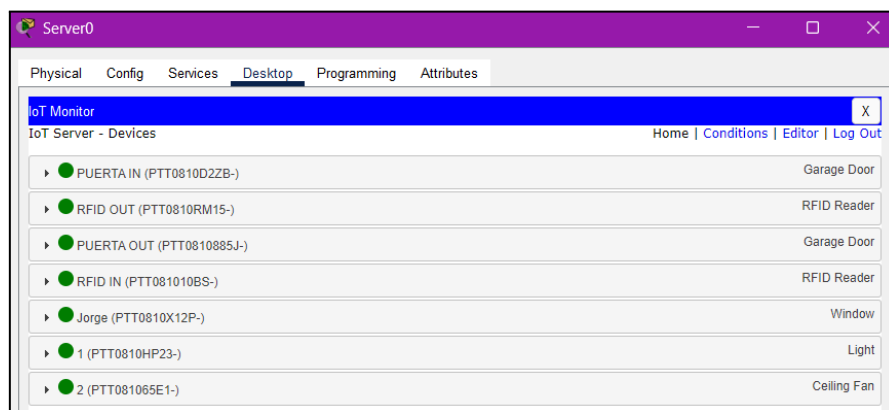 Server0
Physical Config Services Desktop Programming Attributes
IoT Monitor X
IoT Server - Devices Home | Conditions | Editor | Log Out
PUERTA IN (PTT0810D2ZB-) Garage Door
RFID OUT (PTT0810RM15-) RFID Reader
PUERTA OUT (PTT0810885J-) Garage Door
RFID IN (PTT081010BS-) RFID Reader
Jorge (PTT0810X12P-) Window
1 (PTT0810HP23-) Light
2 (PTT081065E1-) Ceiling Fan